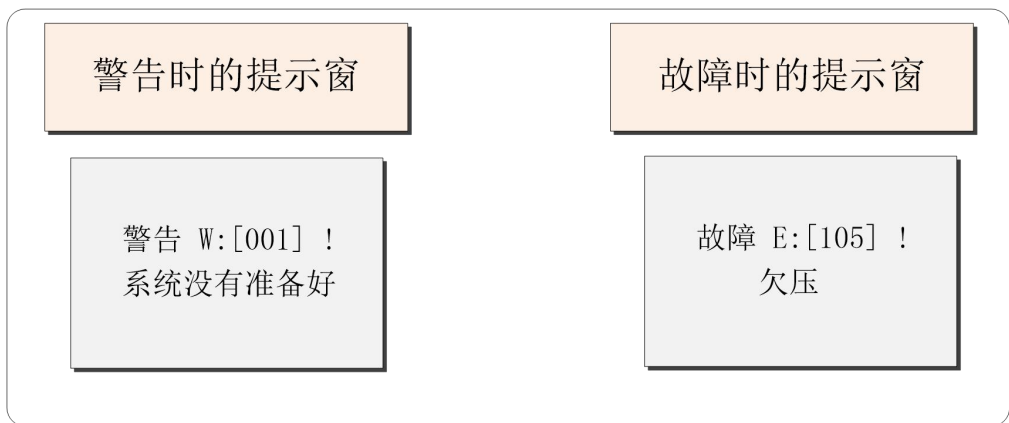 警告时的提示窗
故障时的提示窗
警告 W:[001] !
系统没有准备好
故障 E:[105] !
欠压